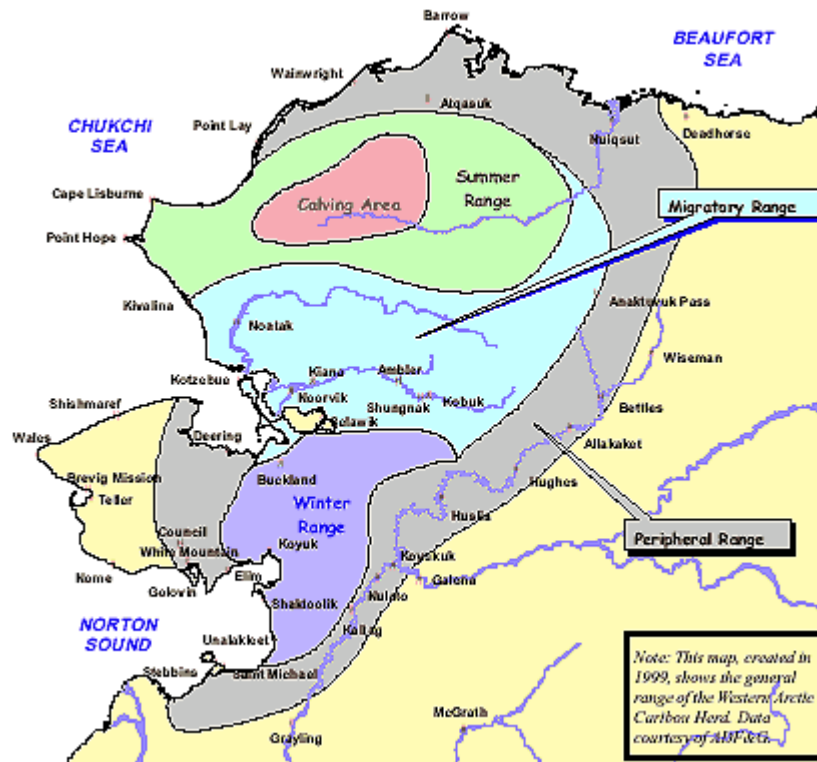 Barrow
BEAUFORT
SEA
Wainwright
Atqasuk
CHUKCHI
SEA
Point Lay
Nuiqsut
Deadhorse
Summer
Range
Cape Lisburne
Calving Area
Migratory Range
Point Hope
Kivalina
Anaktuvuk Pass
Noatak
Wiseman
Kotzebue
Kiana
Ambler
Noorvik
Shungnak
Kobuk
Shishmaref
Selawik
Bettles
Wales
Deering
Allakaket
Buckland
Brevig Mission
Hughes
Teller
Winter
Range
Huslia
Council
Koyuk
White Mountain
Peripheral Range
Nome
Golovin
Elim
Koyukuk
Galena
Nulato
Shaktoolik
NORTON
SOUND
Kaltag
Unalakleet
Stebbins
Saint Michael
McGrath
Grayling
Note: This map, created in
1999, shows the general
range of the Western Arctic
Caribou Herd. Data
courtesy of ADF&G.